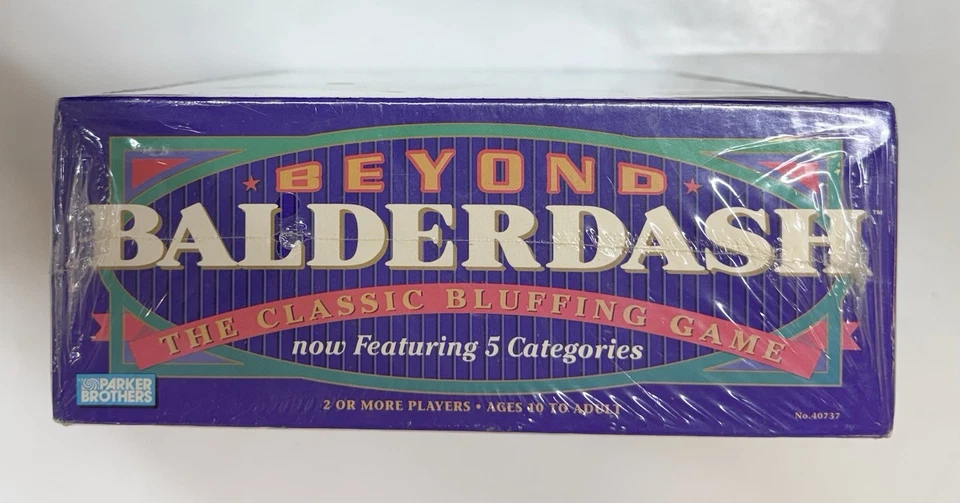 BEYOND
BALDERDASH™
THE CLASSIC BLUFFING GAME
now Featuring 5 Categories
PARKER
BROTHERS
2 OR MORE PLAYERS • AGES 10 TO ADULT
No.40737